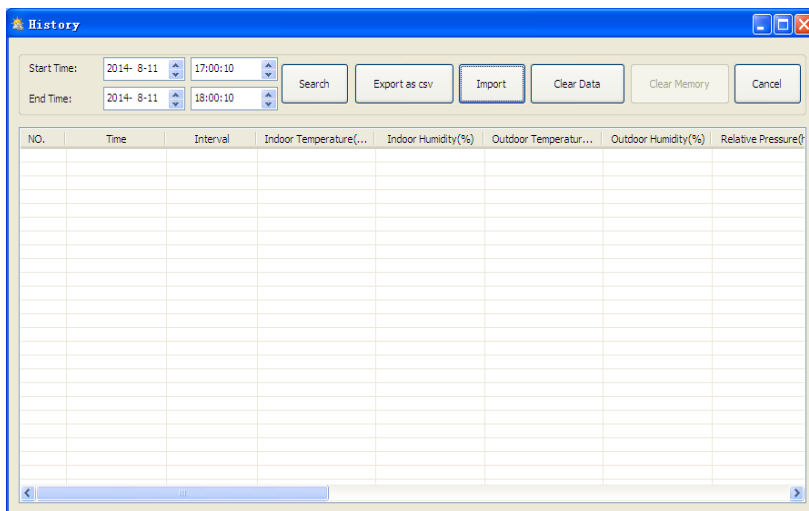 History
Start Time: 2014- 8-11 17:00:10
End Time: 2014- 8-11 18:00:10
Search Export as csv Import Clear Data Clear Memory Cancel
NO. Time Interval Indoor Temperature(... Indoor Humidity(%) Outdoor Temperatur... Outdoor Humidity(%) Relative Pressure(h